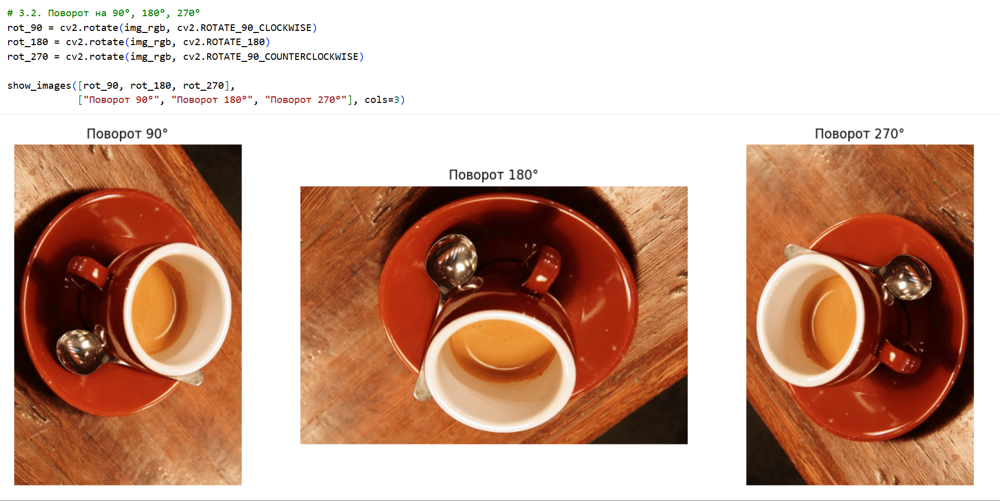 # 3.2. Поворот на 90°, 180°, 270°
rot_90 = cv2.rotate(img_rgb, cv2.ROTATE_90_CLOCKWISE)
rot_180 = cv2.rotate(img_rgb, cv2.ROTATE_180)
rot_270 = cv2.rotate(img_rgb, cv2.ROTATE_90_COUNTERCLOCKWISE)
show_images([rot_90, rot_180, rot_270],
["Поворот 90°", "Поворот 180°", "Поворот 270°"], cols=3)
Поворот 90°
Поворот 180°
Поворот 270°